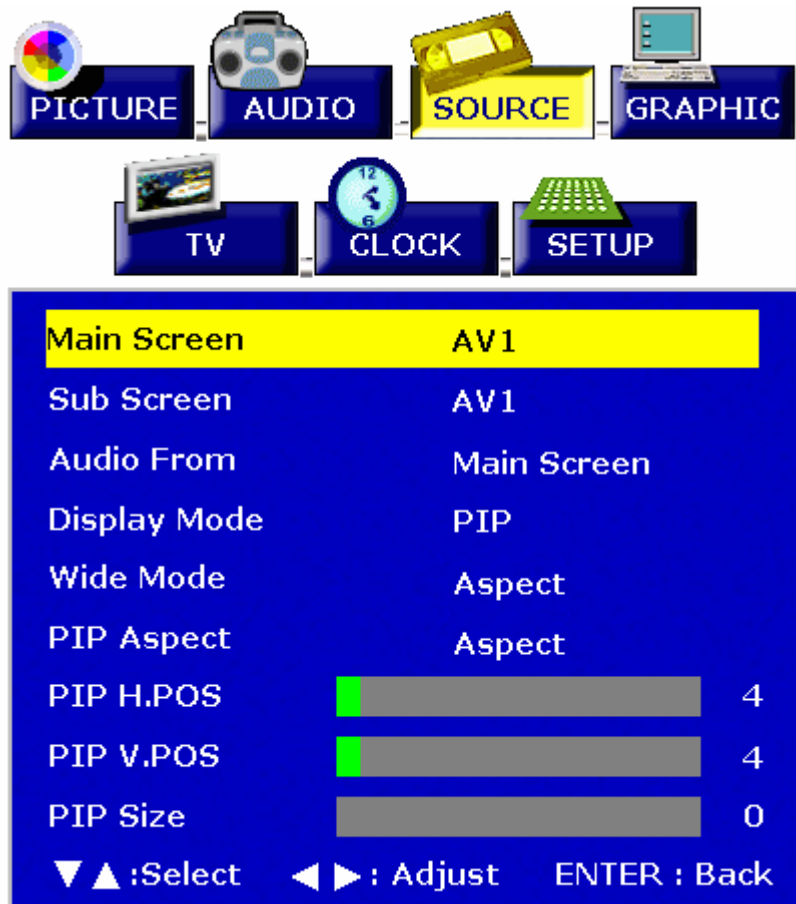 PICTURE AUDIO SOURCE GRAPHIC
12
6
TV CLOCK SETUP
Main Screen AV1
Sub Screen AV1
Audio From Main Screen
Display Mode PIP
Wide Mode Aspect
PIP Aspect Aspect
PIP H.POS 4
PIP V.POS 4
PIP Size 0
▼▲:Select ◀ ▶: Adjust ENTER : Back